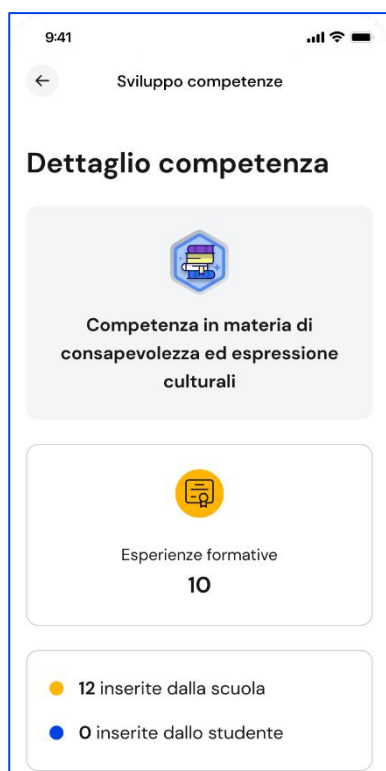 9:41
Sviluppo competenze
Dettaglio competenza
Competenza in materia di
consapevolezza ed espressione
culturali
Esperienze formative
10
12 inserite dalla scuola
0 inserite dallo studente